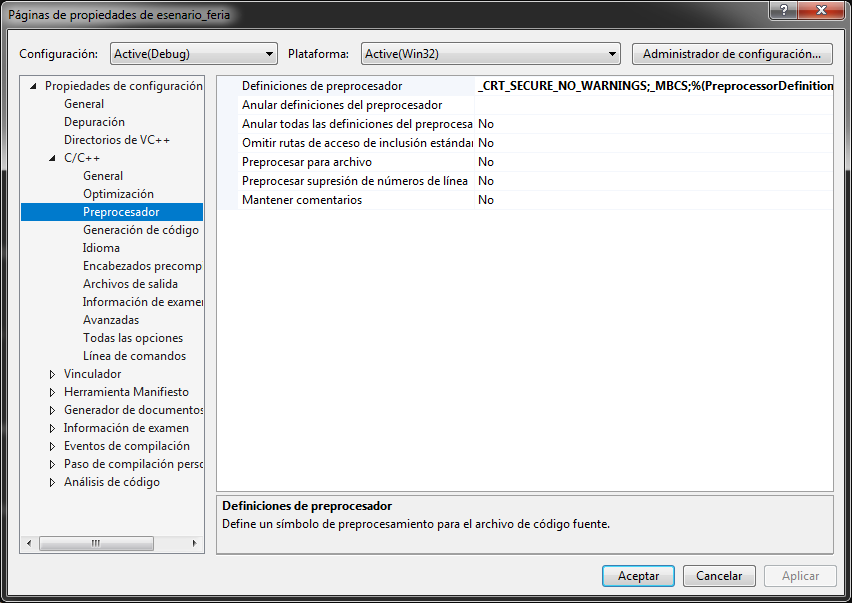 Páginas de propiedades de esenario_feria
Configuración: Active(Debug) Plataforma: Active(Win32) Administrador de configuración...
Propiedades de configuración
General
Depuración
Directorios de VC++
C/C++
General
Optimización
Preprocesador
Generación de código
Idioma
Encabezados precomp
Archivos de salida
Información de examen
Avanzadas
Todas las opciones
Línea de comandos
Vinculador
Herramienta Manifiesto
Generador de documentos
Información de examen
Eventos de compilación
Paso de compilación perso
Análisis de código
Definiciones de preprocesador _CRT_SECURE_NO_WARNINGS;_MBCS;%(PreprocessorDefinition
Anular definiciones del preprocesador
Anular todas las definiciones del preprocesa No
Omitir rutas de acceso de inclusión estándar No
Preprocesar para archivo No
Preprocesar supresión de números de línea No
Mantener comentarios No
Definiciones de preprocesador
Define un símbolo de preprocesamiento para el archivo de código fuente.
Aceptar Cancelar Aplicar